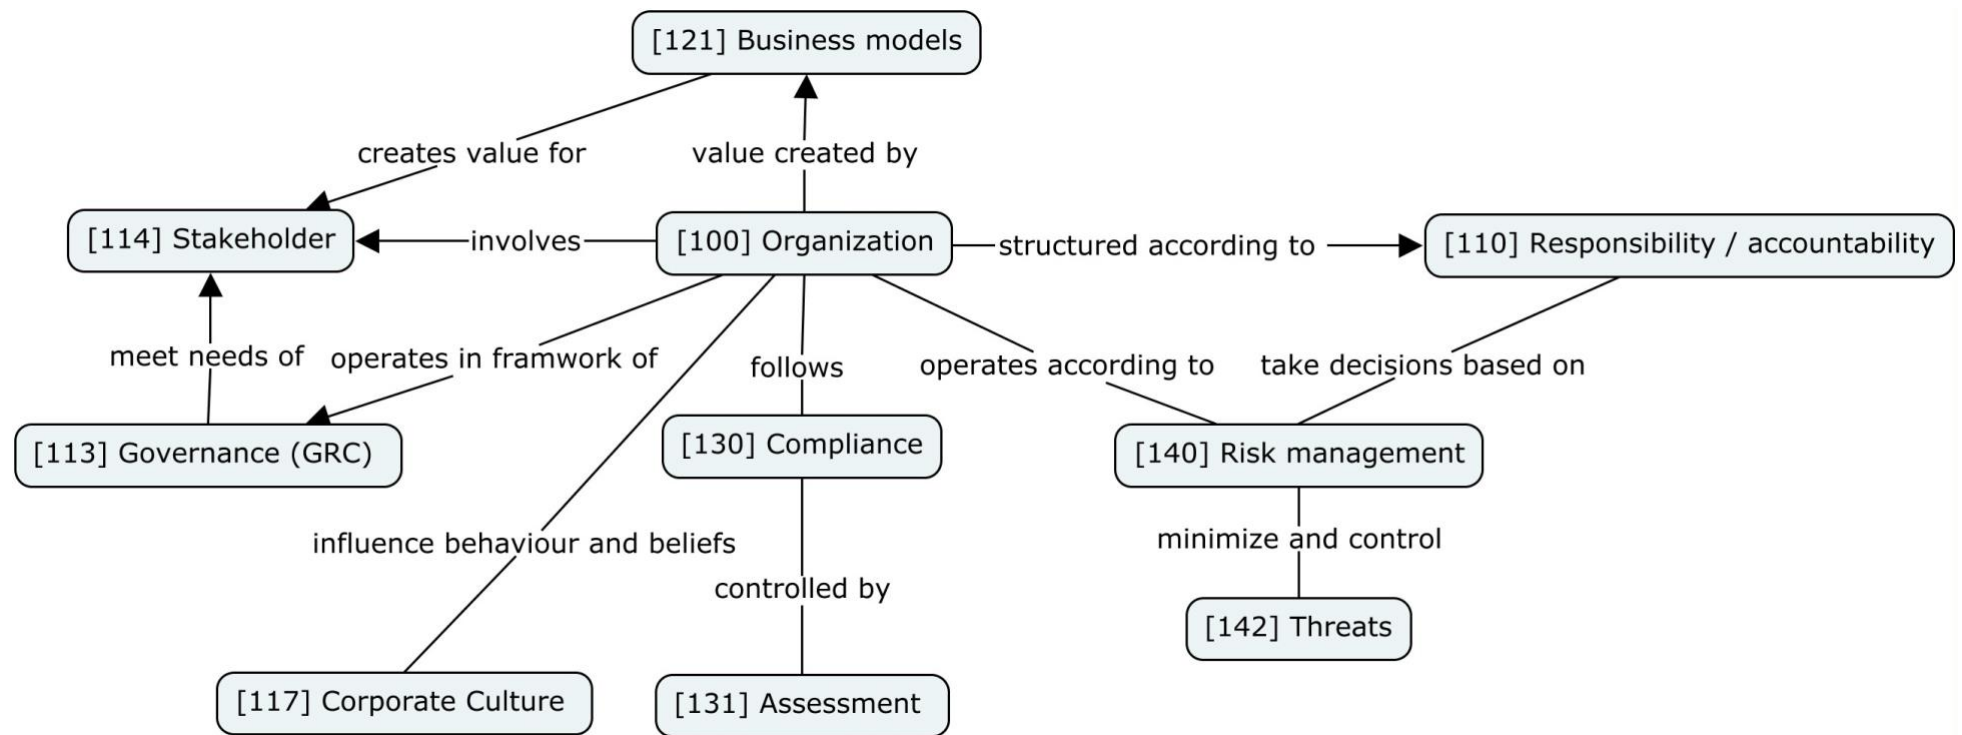 [121] Business models
creates value for
value created by
[114] Stakeholder
involves
[100] Organization
structured according to
[110] Responsibility / accountability
meet needs of
operates in framwork of
follows
operates according to
take decisions based on
[113] Governance (GRC)
[130] Compliance
[140] Risk management
influence behaviour and beliefs
minimize and control
controlled by
[142] Threats
[117] Corporate Culture
[131] Assessment